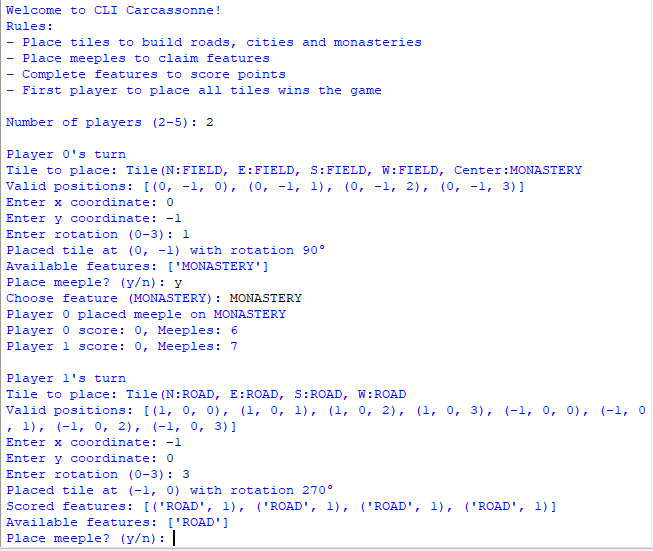 Welcome to CLI Carcassonne!
Rules:
- Place tiles to build roads, cities and monasteries
- Place meeples to claim features
- Complete features to score points
- First player to place all tiles wins the game
Number of players (2-5): 2
Player 0's turn
Tile to place: Tile(N:FIELD, E:FIELD, S:FIELD, W:FIELD, Center:MONASTERY
Valid positions: [(0, -1, 0), (0, -1, 1), (0, -1, 2), (0, -1, 3)]
Enter x coordinate: 0
Enter y coordinate: -1
Enter rotation (0-3): 1
Placed tile at (0, -1) with rotation 90°
Available features: ['MONASTERY']
Place meeple? (y/n): y
Choose feature (MONASTERY): MONASTERY
Player 0 placed meeple on MONASTERY
Player 0 score: 0, Meeples: 6
Player 1 score: 0, Meeples: 7
Player 1's turn
Tile to place: Tile(N:ROAD, E:ROAD, S:ROAD, W:ROAD
Valid positions: [(1, 0, 0), (1, 0, 1), (1, 0, 2), (1, 0, 3), (-1, 0, 0), (-1, 0
, 1), (-1, 0, 2), (-1, 0, 3)]
Enter x coordinate: -1
Enter y coordinate: 0
Enter rotation (0-3): 3
Placed tile at (-1, 0) with rotation 270°
Scored features: [('ROAD', 1), ('ROAD', 1), ('ROAD', 1), ('ROAD', 1)]
Available features: ['ROAD']
Place meeple? (y/n):